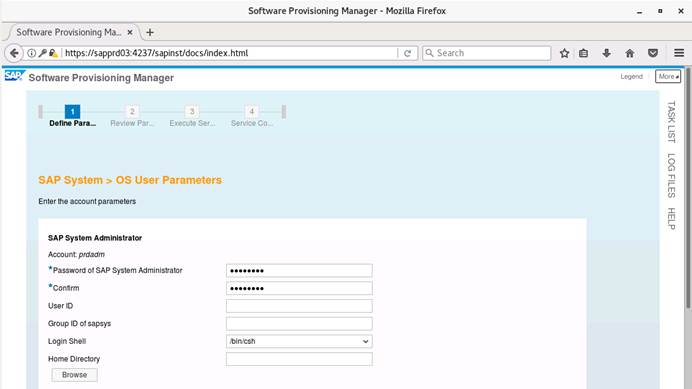 Software Provisioning Manager - Mozilla Firefox
Software Provisioning Ma...
https://sapprd03:4237/sapinst/docs/index.html
Search
SAP Software Provisioning Manager
Legend More
1 2 3 4
Define Para... Review Par... Execute Ser... Service Co...
TASK LIST
LOG FILES
HELP
SAP System > OS User Parameters
Enter the account parameters
SAP System Administrator
Account: prdadm
*Password of SAP System Administrator ••••••••
*Confirm ••••••••
User ID
Group ID of sapsys
Login Shell /bin/csh
Home Directory
Browse